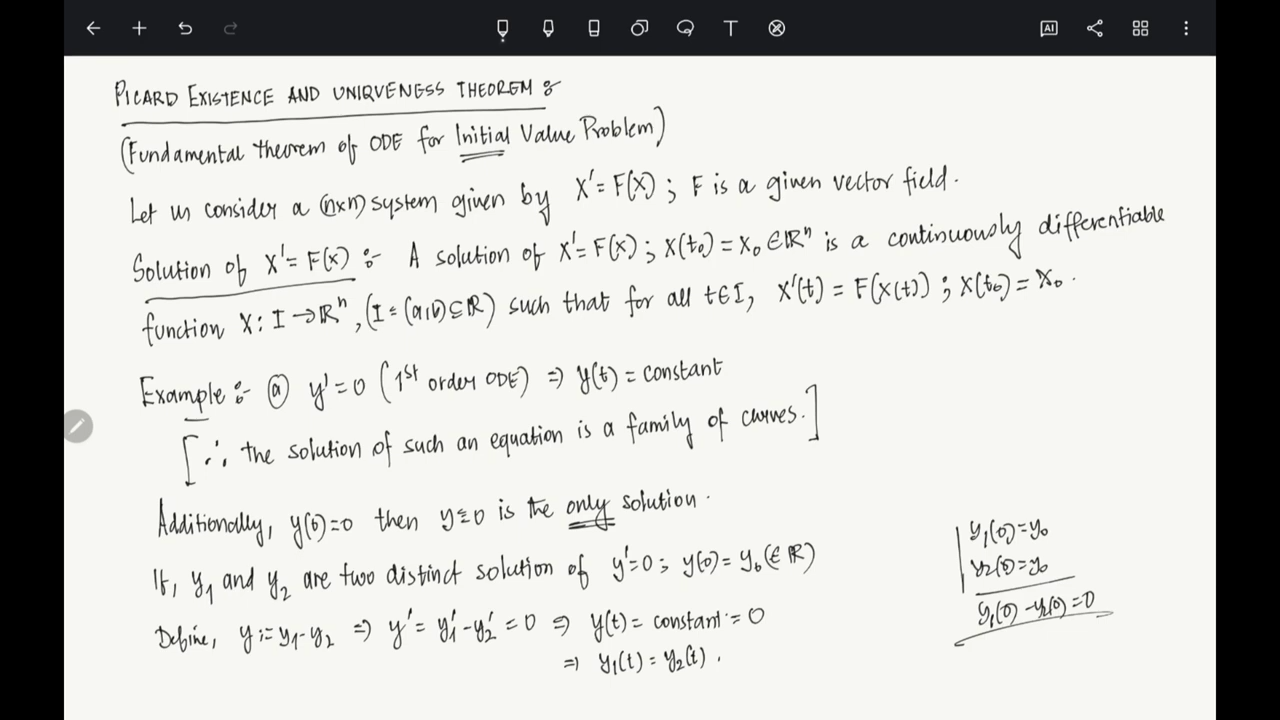 PICARD EXISTENCE AND UNIQVENESS THEOREM :-
(Fundamental theorem of ODE for Initial Value Problem)
Let us consider a (n×n) system given by X' = F(X) ; F is a given vector field.
Solution of X' = F(X) :- A solution of X' = F(X) ; X(t₀) = X₀ ∈ ℝⁿ is a continuously differentiable
function X : I → ℝⁿ, (I = (a,b) ⊆ ℝ) such that for all t ∈ I, X'(t) = F(X(t)) ; X(t₀) = X₀ .
Example :- (a) y' = 0 (1st order ODE) ⇒ y(t) = constant
[∴ the solution of such an equation is a family of curves.]
Additionally, y(0)=0 then y≡0 is the only solution.
If, y₁ and y₂ are two distinct solution of y'=0 ; y(0) = y₀ (∈ ℝ)
Define, y := y₁-y₂ ⇒ y' = y₁' - y₂' = 0 ⇒ y(t) = constant = 0
⇒ y₁(t) = y₂(t) .
y₁(0) = y₀
y₂(0) = y₀
y₁(0) - y₂(0) = 0
T
AI